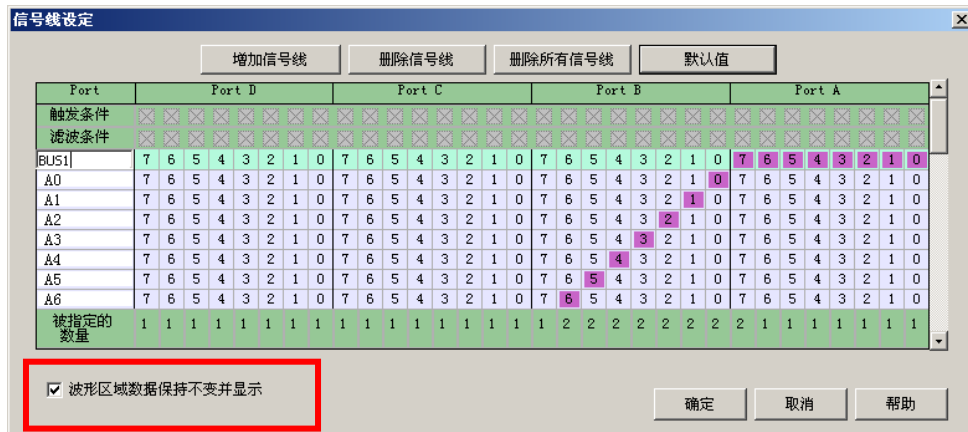 信号线设定
增加信号线 删除信号线 删除所有信号线 默认值
Port Port D Port C Port B Port A
触发条件
滤波条件
BUS1 7 6 5 4 3 2 1 0 7 6 5 4 3 2 1 0 7 6 5 4 3 2 1 0 7 6 5 4 3 2 1 0
A0 7 6 5 4 3 2 1 0 7 6 5 4 3 2 1 0 7 6 5 4 3 2 1 0 7 6 5 4 3 2 1 0
A1 7 6 5 4 3 2 1 0 7 6 5 4 3 2 1 0 7 6 5 4 3 2 1 0 7 6 5 4 3 2 1 0
A2 7 6 5 4 3 2 1 0 7 6 5 4 3 2 1 0 7 6 5 4 3 2 1 0 7 6 5 4 3 2 1 0
A3 7 6 5 4 3 2 1 0 7 6 5 4 3 2 1 0 7 6 5 4 3 2 1 0 7 6 5 4 3 2 1 0
A4 7 6 5 4 3 2 1 0 7 6 5 4 3 2 1 0 7 6 5 4 3 2 1 0 7 6 5 4 3 2 1 0
A5 7 6 5 4 3 2 1 0 7 6 5 4 3 2 1 0 7 6 5 4 3 2 1 0 7 6 5 4 3 2 1 0
A6 7 6 5 4 3 2 1 0 7 6 5 4 3 2 1 0 7 6 5 4 3 2 1 0 7 6 5 4 3 2 1 0
被指定的
数量 1 1 1 1 1 1 1 1 1 1 1 1 1 1 1 1 1 2 2 2 2 2 2 2 2 1 1 1 1 1 1 1
波形区域数据保持不变并显示
确定 取消 帮助